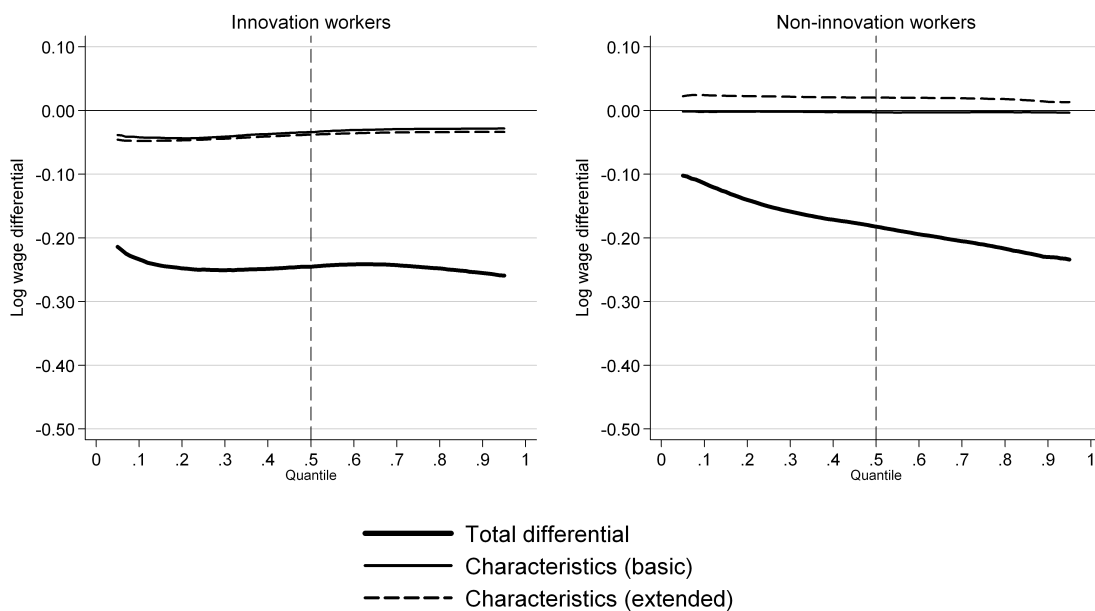 Innovation workers
0.10
0.00
-0.10
-0.20
-0.30
-0.40
-0.50
Log wage differential
0 .1 .2 .3 .4 .5 .6 .7 .8 .9 1
Quantile
Non-innovation workers
0.10
0.00
-0.10
-0.20
-0.30
-0.40
-0.50
Log wage differential
0 .1 .2 .3 .4 .5 .6 .7 .8 .9 1
Quantile
Total differential
Characteristics (basic)
Characteristics (extended)